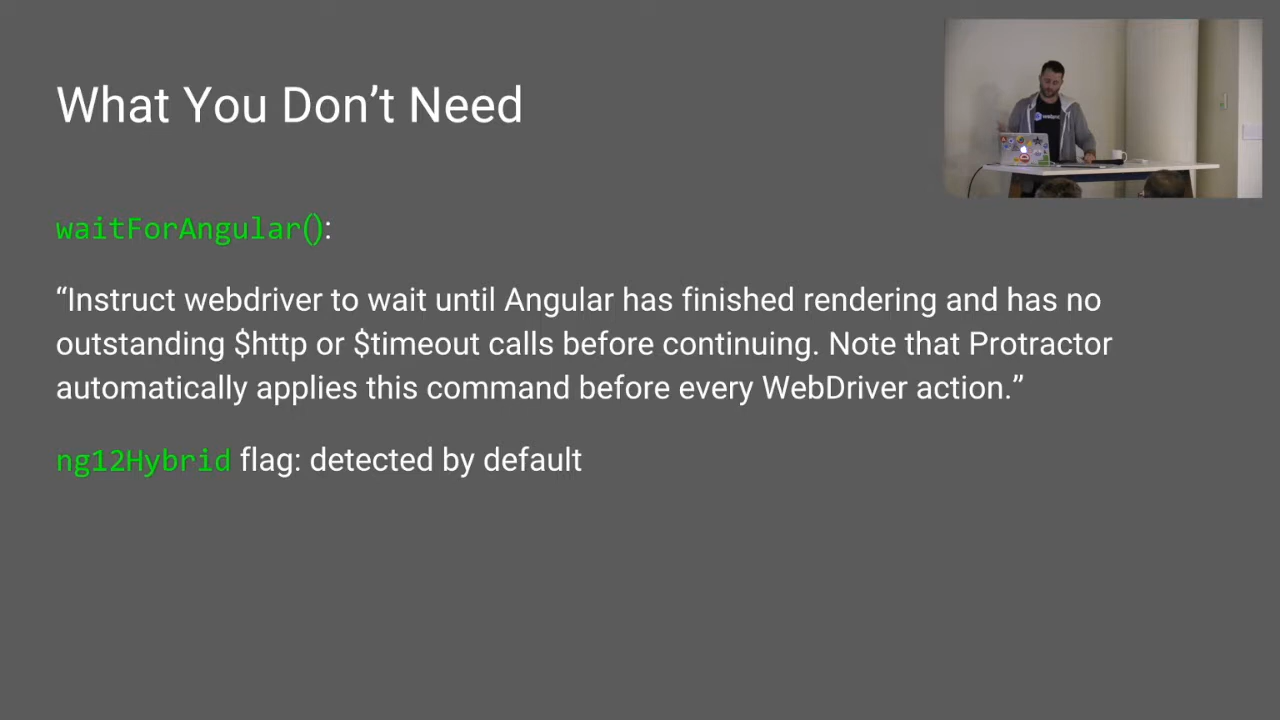 What You Don’t Need
waitForAngular():
“Instruct webdriver to wait until Angular has finished rendering and has no
outstanding $http or $timeout calls before continuing. Note that Protractor
automatically applies this command before every WebDriver action.”
ng12Hybrid flag: detected by default